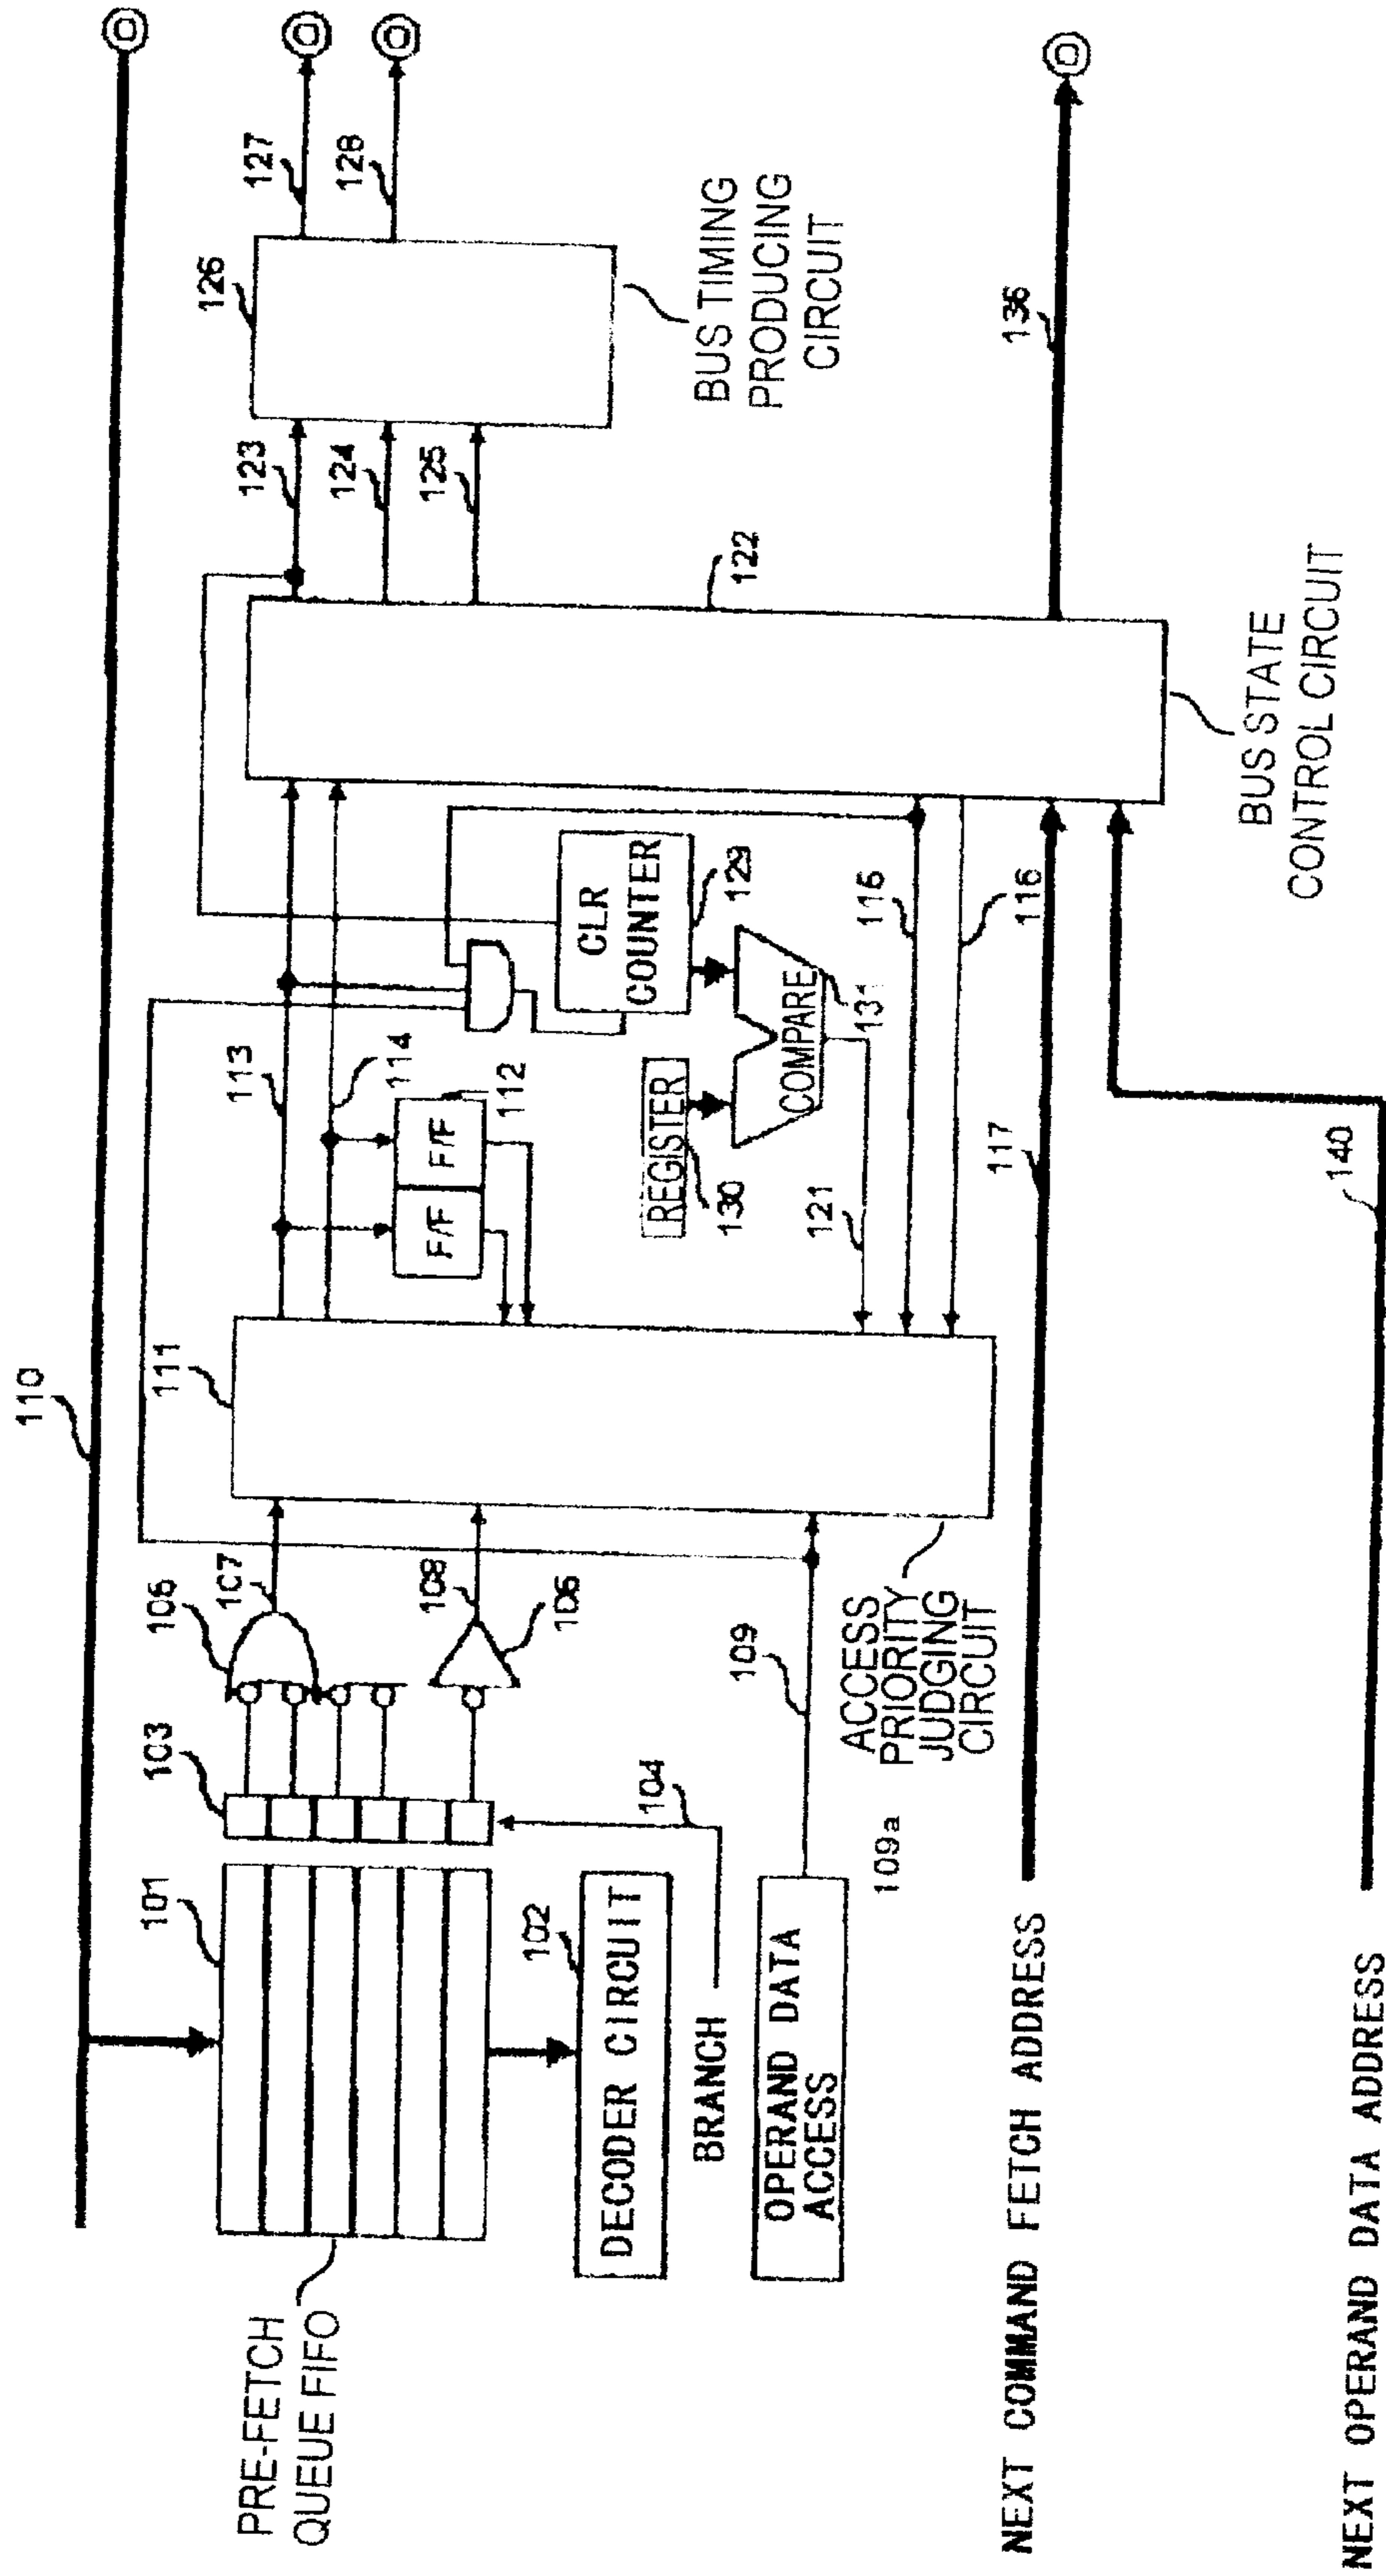 110
127
128
126
BUS TIMING
PRODUCING
CIRCUIT
123
124
125
122
136
BUS STATE
CONTROL CIRCUIT
113
114
F/F
F/F
112
CLR
COUNTER
129
REGISTER
130
COMPARE
131
121
115
116
117
140
111
ACCESS
PRIORITY
JUDGING
CIRCUIT
107
106
108
106
103
104
109
109a
101
PRE-FETCH
QUEUE FIFO
102
DECODER CIRCUIT
BRANCH
OPERAND DATA
ACCESS
NEXT COMMAND FETCH ADDRESS
NEXT OPERAND DATA ADDRESS